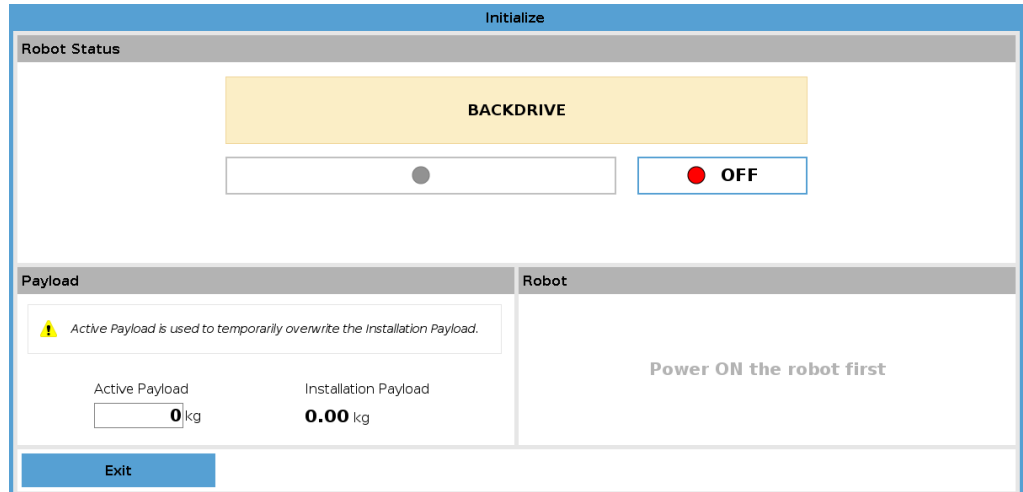 Initialize
Robot Status
BACKDRIVE
OFF
Payload
Robot
Active Payload is used to temporarily overwrite the Installation Payload.
Power ON the robot first
Active Payload
Installation Payload
0 kg
0.00 kg
Exit